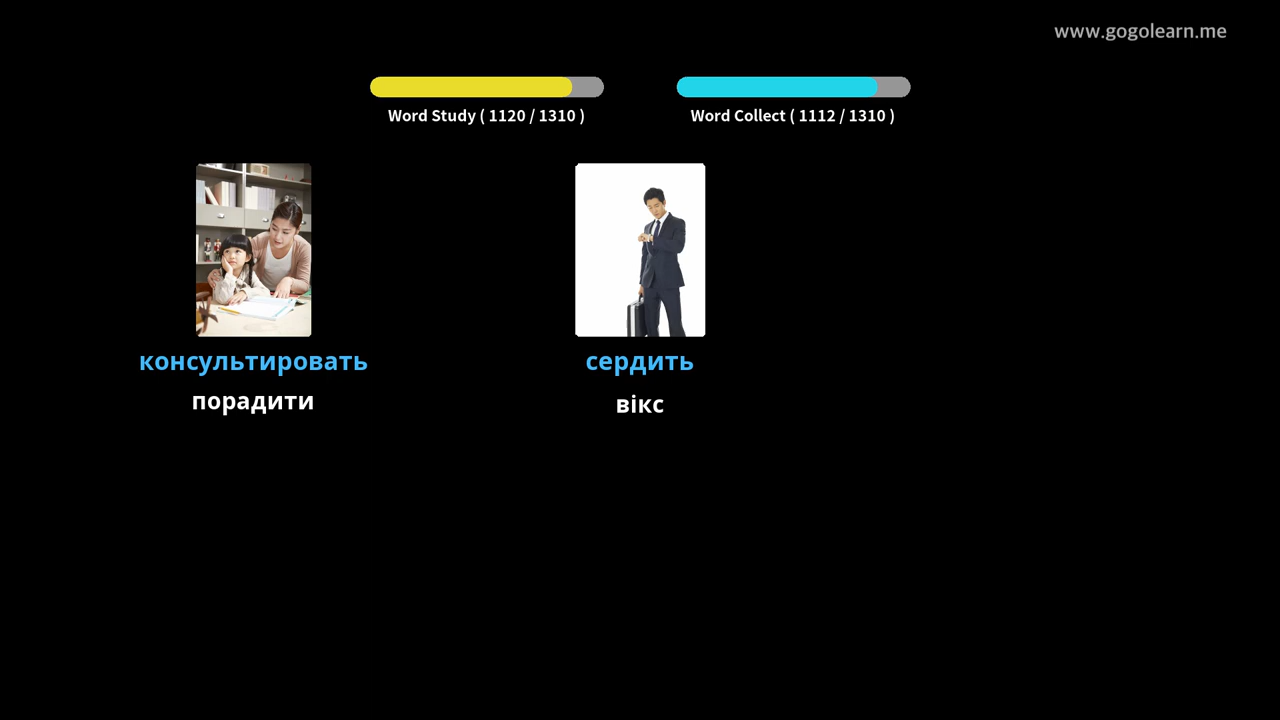 www.gogolearn.me
Word Study ( 1120 / 1310 )
Word Collect ( 1112 / 1310 )
консультировать
порадити
сердить
вікс